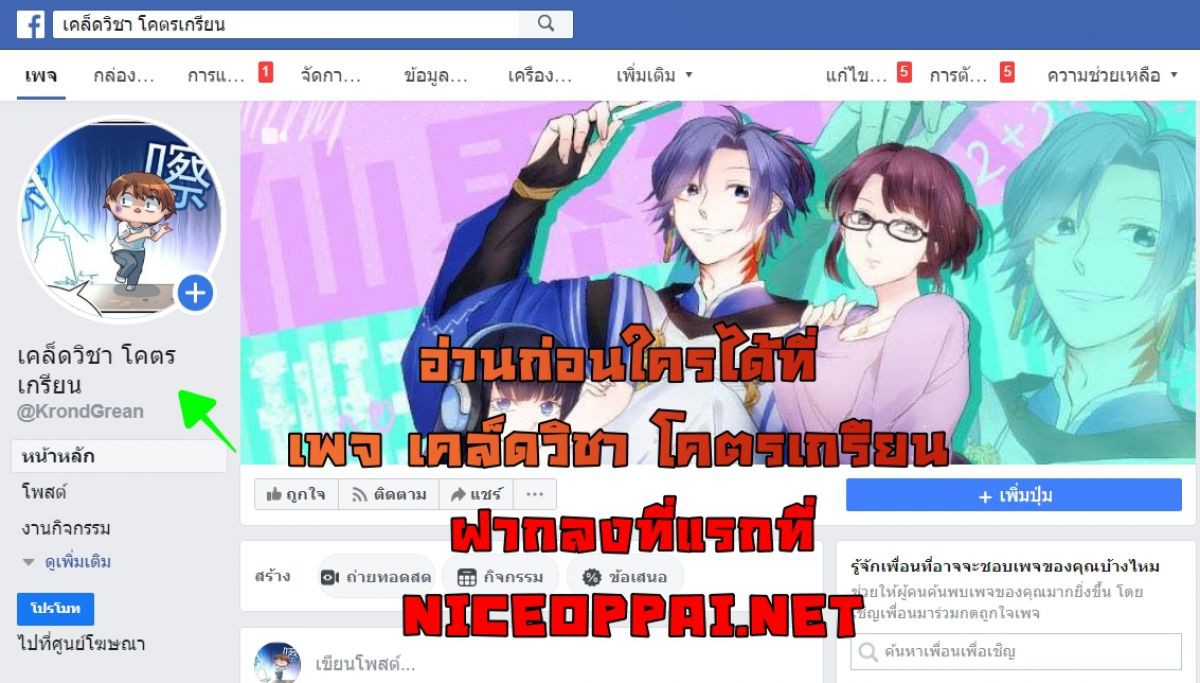 เคล็ดวิชา โคตรเกรียน
เพจ กล่อง... การแ... 1 จัดกา... ข้อมูล... เครื่อง... เพิ่มเติม แก้ไข... 5 การตั... 5 ความช่วยเหลือ
嚓
2×
เคล็ดวิชา โคตร
เกรียน
@KrondGrean
หน้าหลัก
โพสต์
งานกิจกรรม
ดูเพิ่มเติม
โปรโมท
ไปที่ศูนย์โฆษณา
อ่านก่อนใครได้ที่
เพจ เคล็ดวิชา โคตรเกรียน
ถูกใจ ติดตาม แชร์ ...
+ เพิ่มปุ่ม
ฝากลงที่แรกที่
NICEOPPAI.NET
สร้าง ถ่ายทอดสด กิจกรรม ข้อเสนอ
เขียนโพสต์...
รู้จักเพื่อนที่อาจจะชอบเพจของคุณบ้างไหม
ช่วยให้ผู้คนค้นพบเพจของคุณมากยิ่งขึ้น โดย
เชิญเพื่อนมาร่วมกดถูกใจเพจ
ค้นหาเพื่อนเพื่อเชิญ